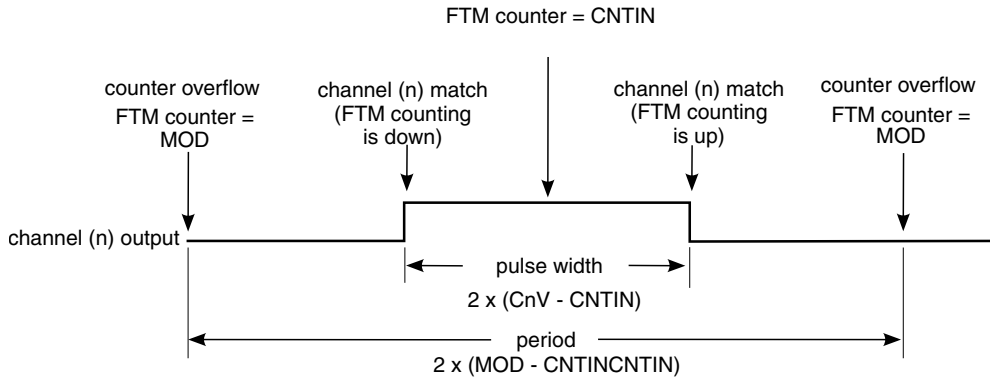 FTM counter = CNTIN
counter overflow
FTM counter =
MOD
channel (n) match
(FTM counting
is down)
channel (n) match
(FTM counting
is up)
counter overflow
FTM counter =
MOD
channel (n) output
pulse width
2 x (CnV - CNTIN)
period
2 x (MOD - CNTINCNTIN)